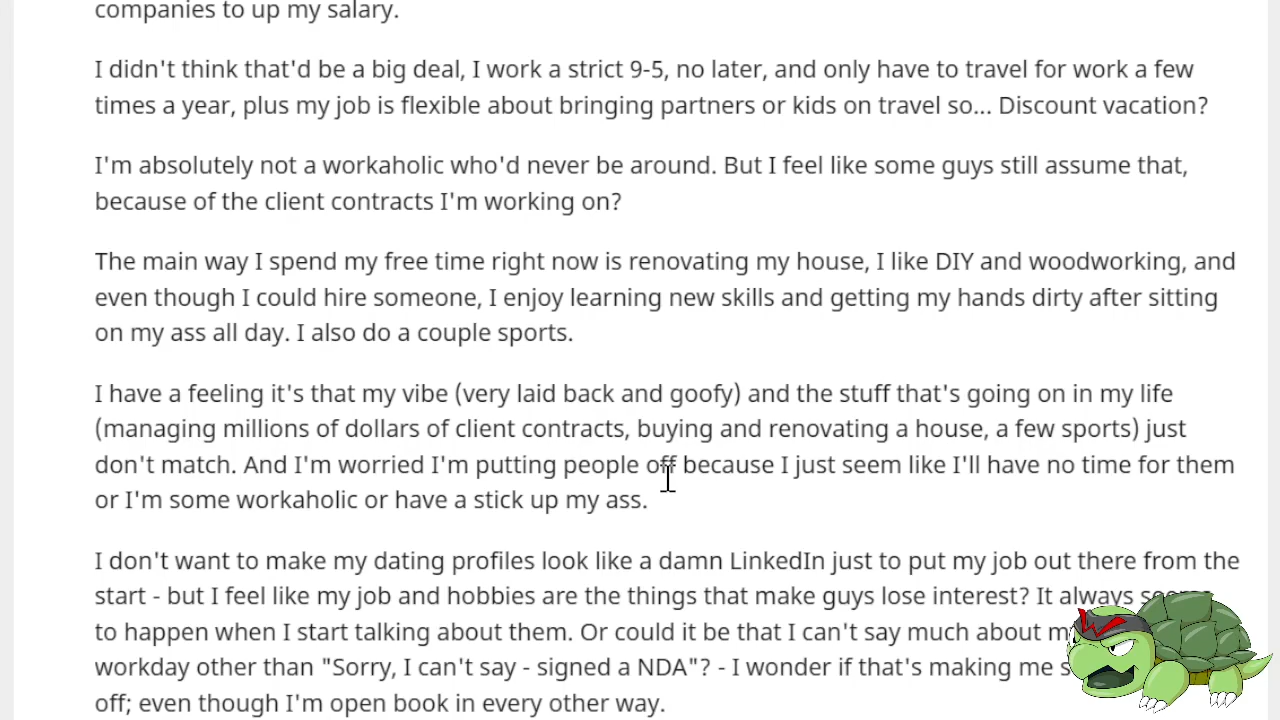 companies to up my salary.
I didn't think that'd be a big deal, I work a strict 9-5, no later, and only have to travel for work a few
times a year, plus my job is flexible about bringing partners or kids on travel so... Discount vacation?
I'm absolutely not a workaholic who'd never be around. But I feel like some guys still assume that,
because of the client contracts I'm working on?
The main way I spend my free time right now is renovating my house, I like DIY and woodworking, and
even though I could hire someone, I enjoy learning new skills and getting my hands dirty after sitting
on my ass all day. I also do a couple sports.
I have a feeling it's that my vibe (very laid back and goofy) and the stuff that's going on in my life
(managing millions of dollars of client contracts, buying and renovating a house, a few sports) just
don't match. And I'm worried I'm putting people off because I just seem like I'll have no time for them
or I'm some workaholic or have a stick up my ass.
I don't want to make my dating profiles look like a damn LinkedIn just to put my job out there from the
start - but I feel like my job and hobbies are the things that make guys lose interest? It always
to happen when I start talking about them. Or could it be that I can't say much about
workday other than "Sorry, I can't say - signed a NDA"? - I wonder if that's making me
off; even though I'm open book in every other way.